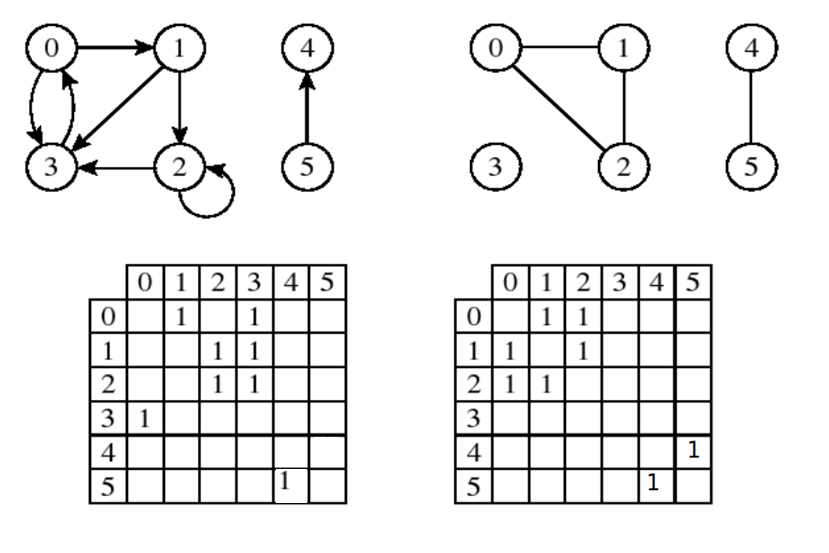 0 1 4 0 1 4
3 2 5 3 2 5
0 1 2 3 4 5 0 1 2 3 4 5
0 1 1 0 1 1
1 1 1 1 1 1
2 1 1 2 1 1
3 1 3
4 4 1
5 1 5 1